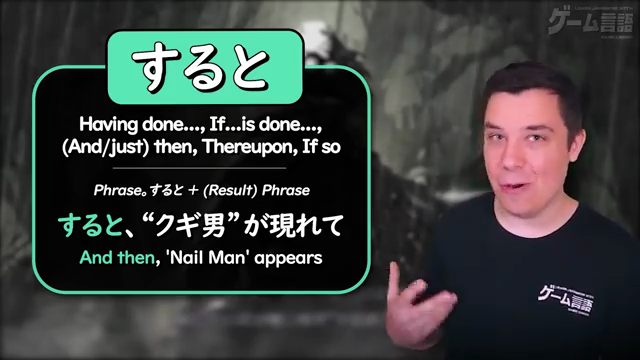 すると
Having done..., If...is done...,
(And/just) then, Thereupon, If so
Phrase。すると + (Result) Phrase
すると、“クギ男”が現れて
And then, 'Nail Man' appears
ゲーム言語
ゲーム言語